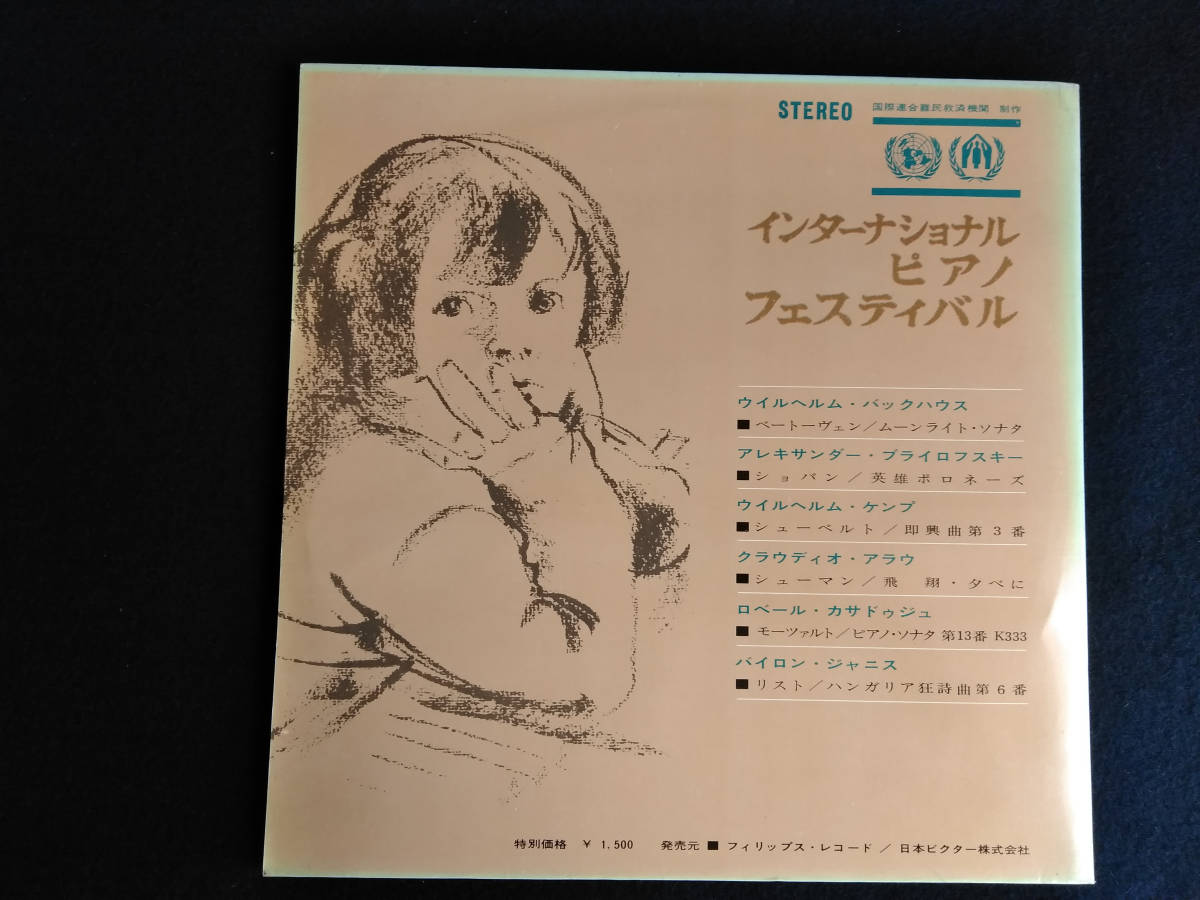 STEREO
国際連合難民救済機関 制作
インターナショナル
ピアノ
フェスティバル
ウイルヘルム・バックハウス
■ベートーヴェン／ムーンライト・ソナタ
アレキサンダー・ブライロフスキー
■ショパン／英雄ポロネーズ
ウイルヘルム・ケンプ
■シューベルト／即興曲第3番
クラウディオ・アラウ
■シューマン／飛 翔・夕べに
ロベール・カサドゥジュ
■モーツァルト／ピアノ・ソナタ 第13番 K333
バイロン・ジャニス
■リスト／ハンガリア狂詩曲第6番
特別価格 ￥ 1,500 発売元 ■ フィリップス・レコード ／ 日本ビクター株式会社